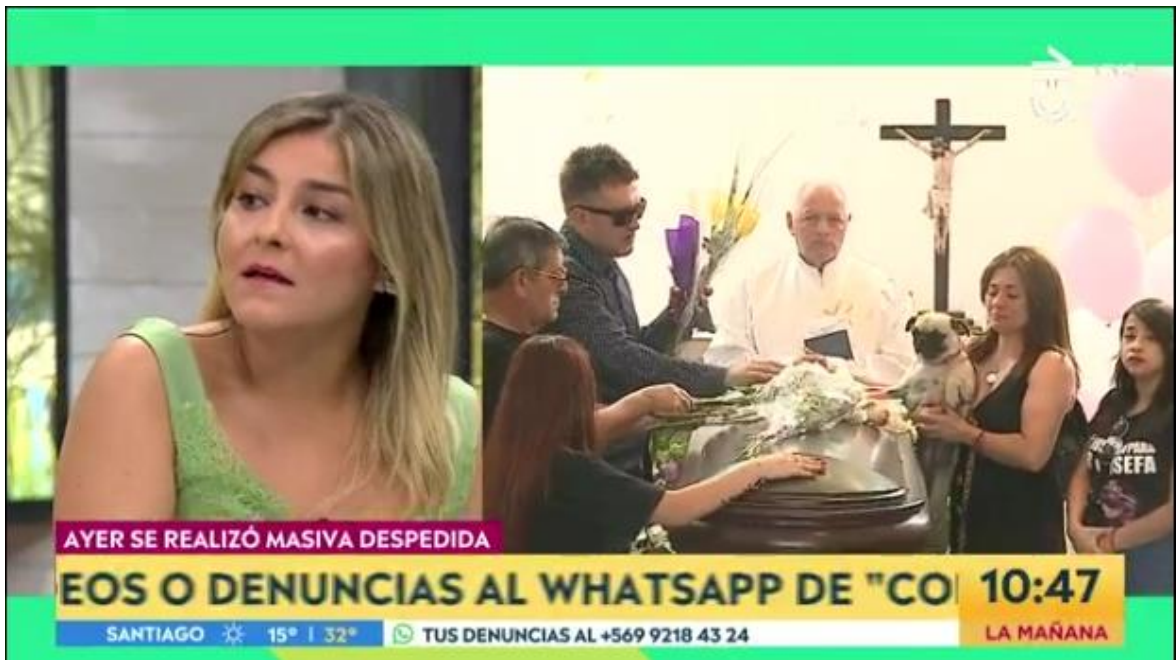 SEFA
AYER SE REALIZÓ MASIVA DESPEDIDA
EOS O DENUNCIAS AL WHATSAPP DE "CO
10:47
SANTIAGO 15° | 32°
TUS DENUNCIAS AL +569 9218 43 24
LA MAÑANA